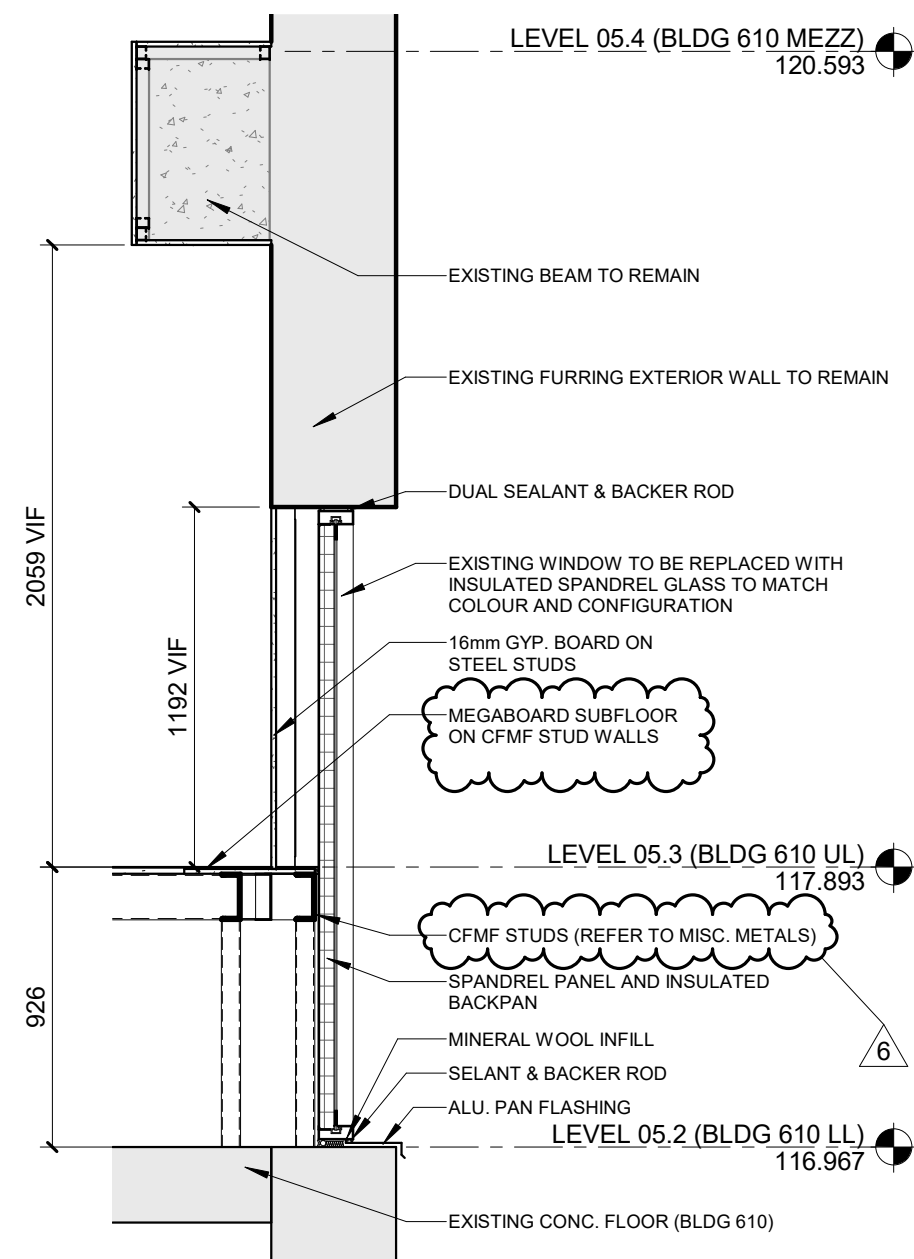 LEVEL 05.4 (BLDG 610 MEZZ)
120.593
EXISTING BEAM TO REMAIN
EXISTING FURRING EXTERIOR WALL TO REMAIN
DUAL SEALANT & BACKER ROD
2059 VIF
EXISTING WINDOW TO BE REPLACED WITH
INSULATED SPANDREL GLASS TO MATCH
COLOUR AND CONFIGURATION
1192 VIF
16mm GYP. BOARD ON
STEEL STUDS
MEGABOARD SUBFLOOR
ON CFMF STUD WALLS
LEVEL 05.3 (BLDG 610 UL)
117.893
CFMF STUDS (REFER TO MISC. METALS)
SPANDREL PANEL AND INSULATED
BACKPAN
926
MINERAL WOOL INFILL
6
SELANT & BACKER ROD
ALU. PAN FLASHING
LEVEL 05.2 (BLDG 610 LL)
116.967
EXISTING CONC. FLOOR (BLDG 610)